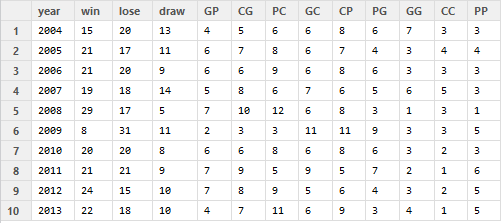 year win lose draw GP CG PC GC CP PG GG CC PP
1 2004 15 20 13 4 5 6 6 8 6 7 3 3
2 2005 21 17 11 6 7 8 6 7 4 3 4 4
3 2006 21 20 9 6 6 9 6 8 6 3 3 3
4 2007 19 18 14 5 8 6 7 6 5 6 5 3
5 2008 29 17 5 7 10 12 6 8 3 1 3 1
6 2009 8 31 11 2 3 3 11 11 9 3 3 5
7 2010 20 20 8 6 6 8 6 8 6 3 2 3
8 2011 21 21 9 7 9 5 9 5 7 2 1 6
9 2012 24 15 10 7 8 9 5 6 4 3 2 5
10 2013 22 18 10 4 7 11 6 9 3 4 1 5